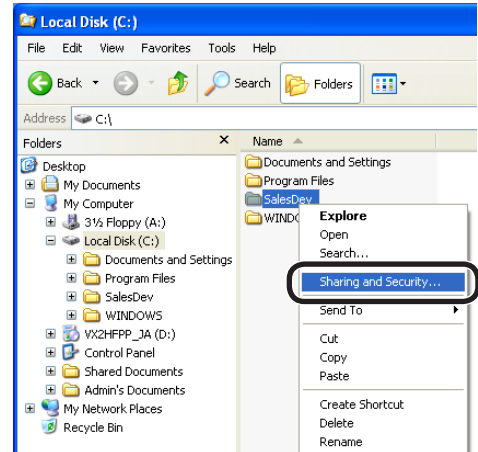 Local Disk (C:)
File Edit View Favorites Tools Help
Back Search Folders
Address C:\
Folders X Name
Desktop
My Documents
My Computer
3½ Floppy (A:)
Local Disk (C:)
Documents and Settings
Program Files
SalesDev
WINDOWS
VX2HFPP_JA (D:)
Control Panel
Shared Documents
Admin's Documents
My Network Places
Recycle Bin
Documents and Settings
Program Files
SalesDev
Explore
Open
Search...
Sharing and Security...
Send To
Cut
Copy
Paste
Create Shortcut
Delete
Rename